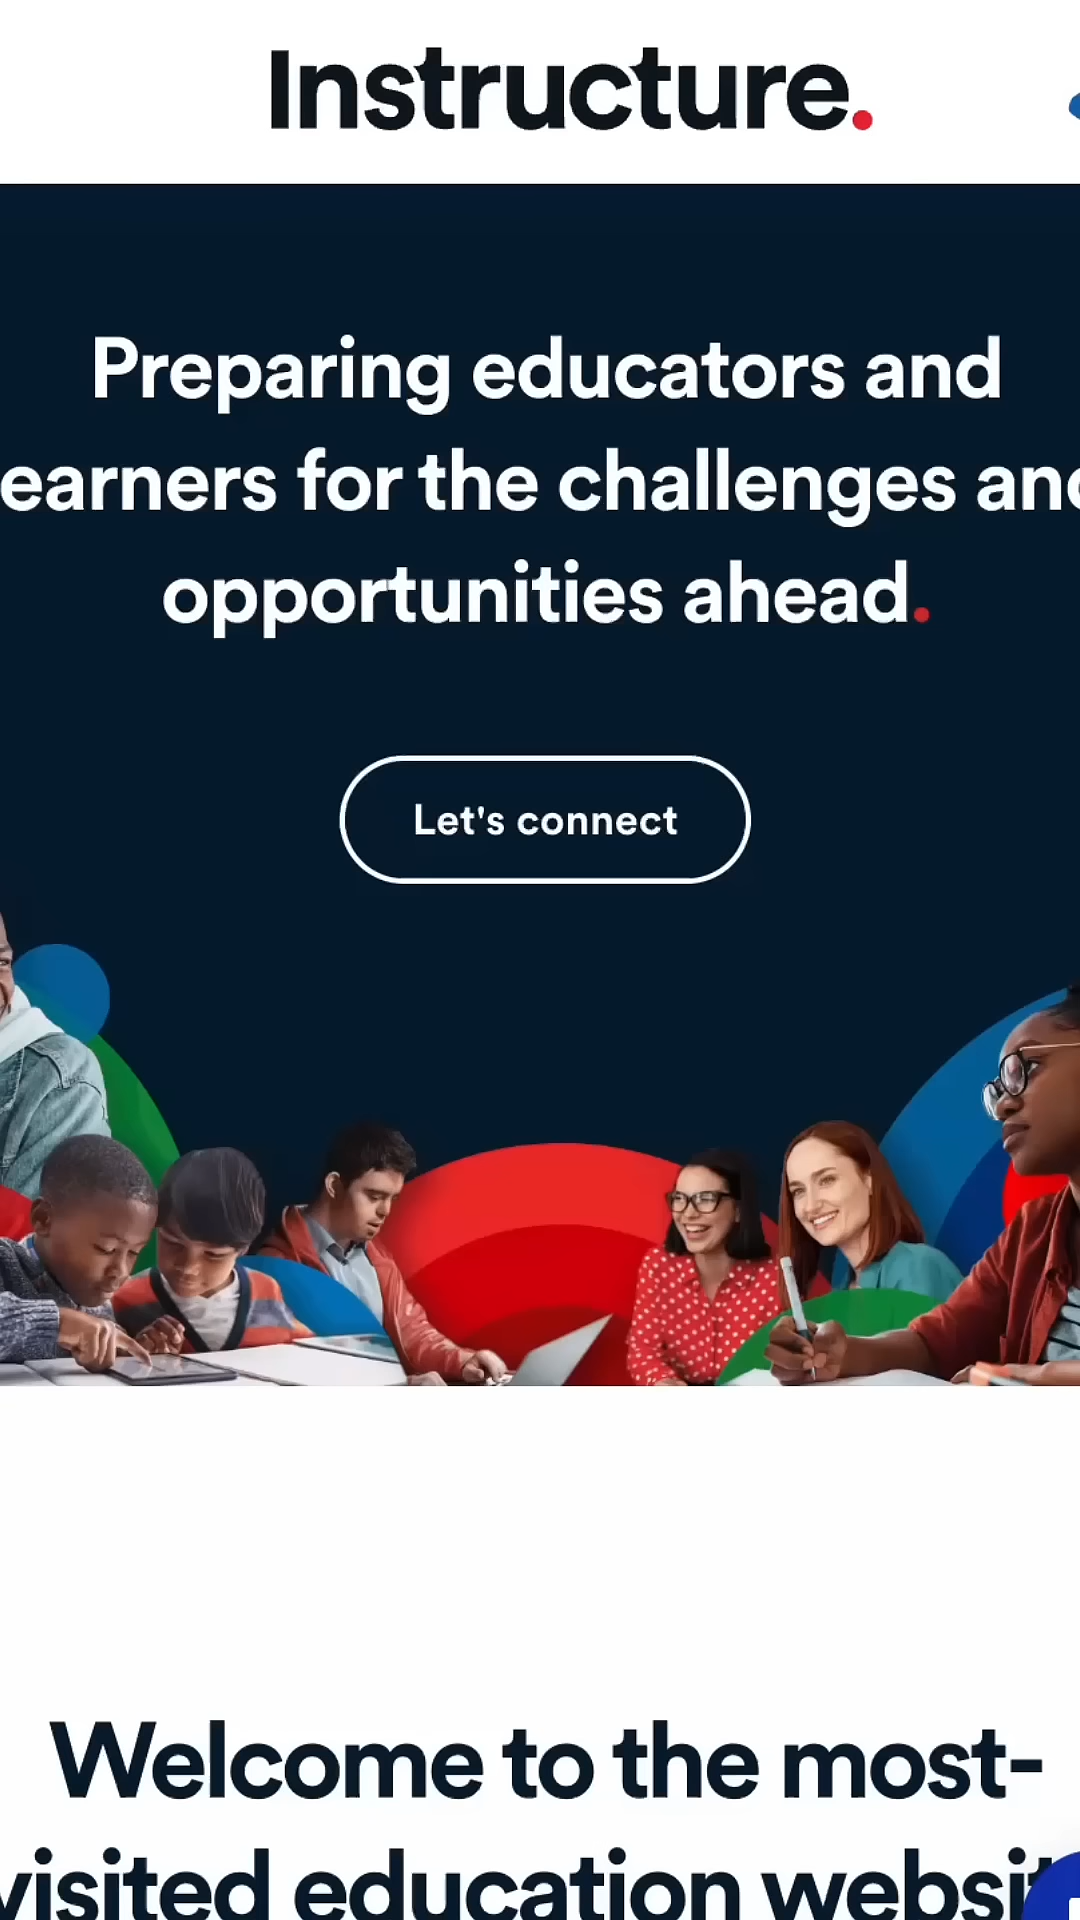 Instructure.
Preparing educators and
earners for the challenges and
opportunities ahead.
Let's connect
Welcome to the most-
visited education websit